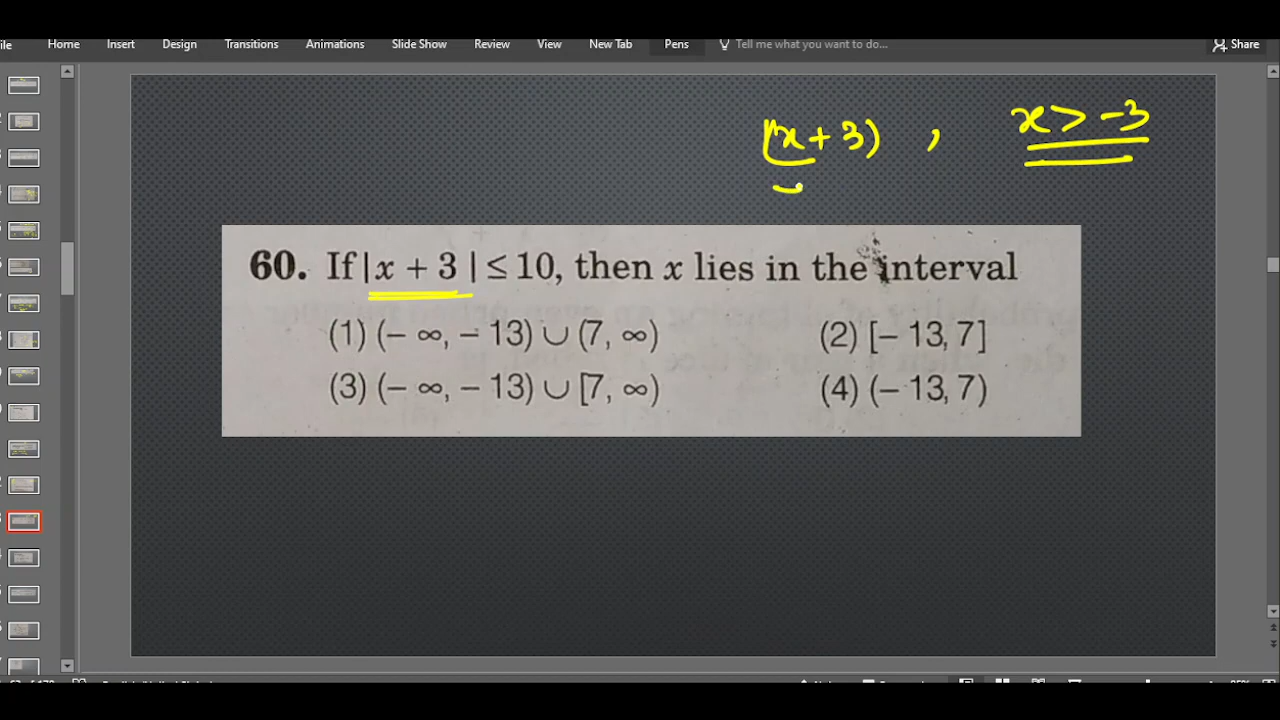 Home Insert Design Transitions Animations Slide Show Review View New Tab Pens Tell me what you want to do... Share
(x + 3) , x > -3
60. If | x + 3 | ≤ 10, then x lies in the interval
(1) (– ∞, – 13) ∪ (7, ∞) (2) [– 13, 7]
(3) (– ∞, – 13) ∪ [7, ∞) (4) (– 13, 7)